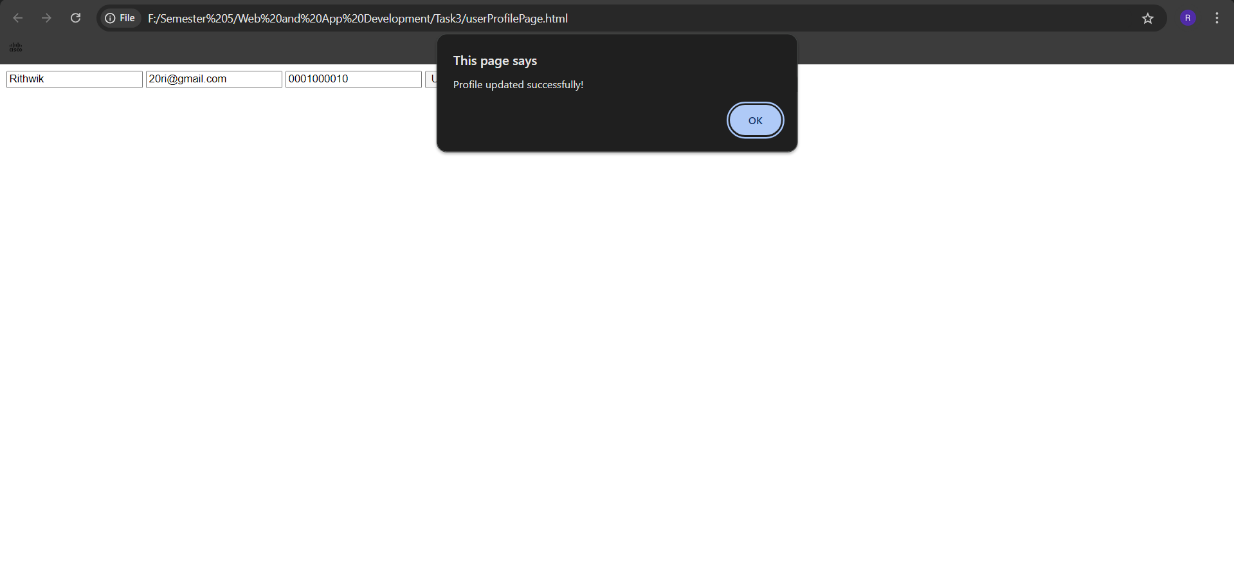 File F:/Semester%205/Web%20and%20App%20Development/Task3/userProfilePage.html R
This page says
Profile updated successfully!
OK
Rithwik 20ri@gmail.com 0001000010 U